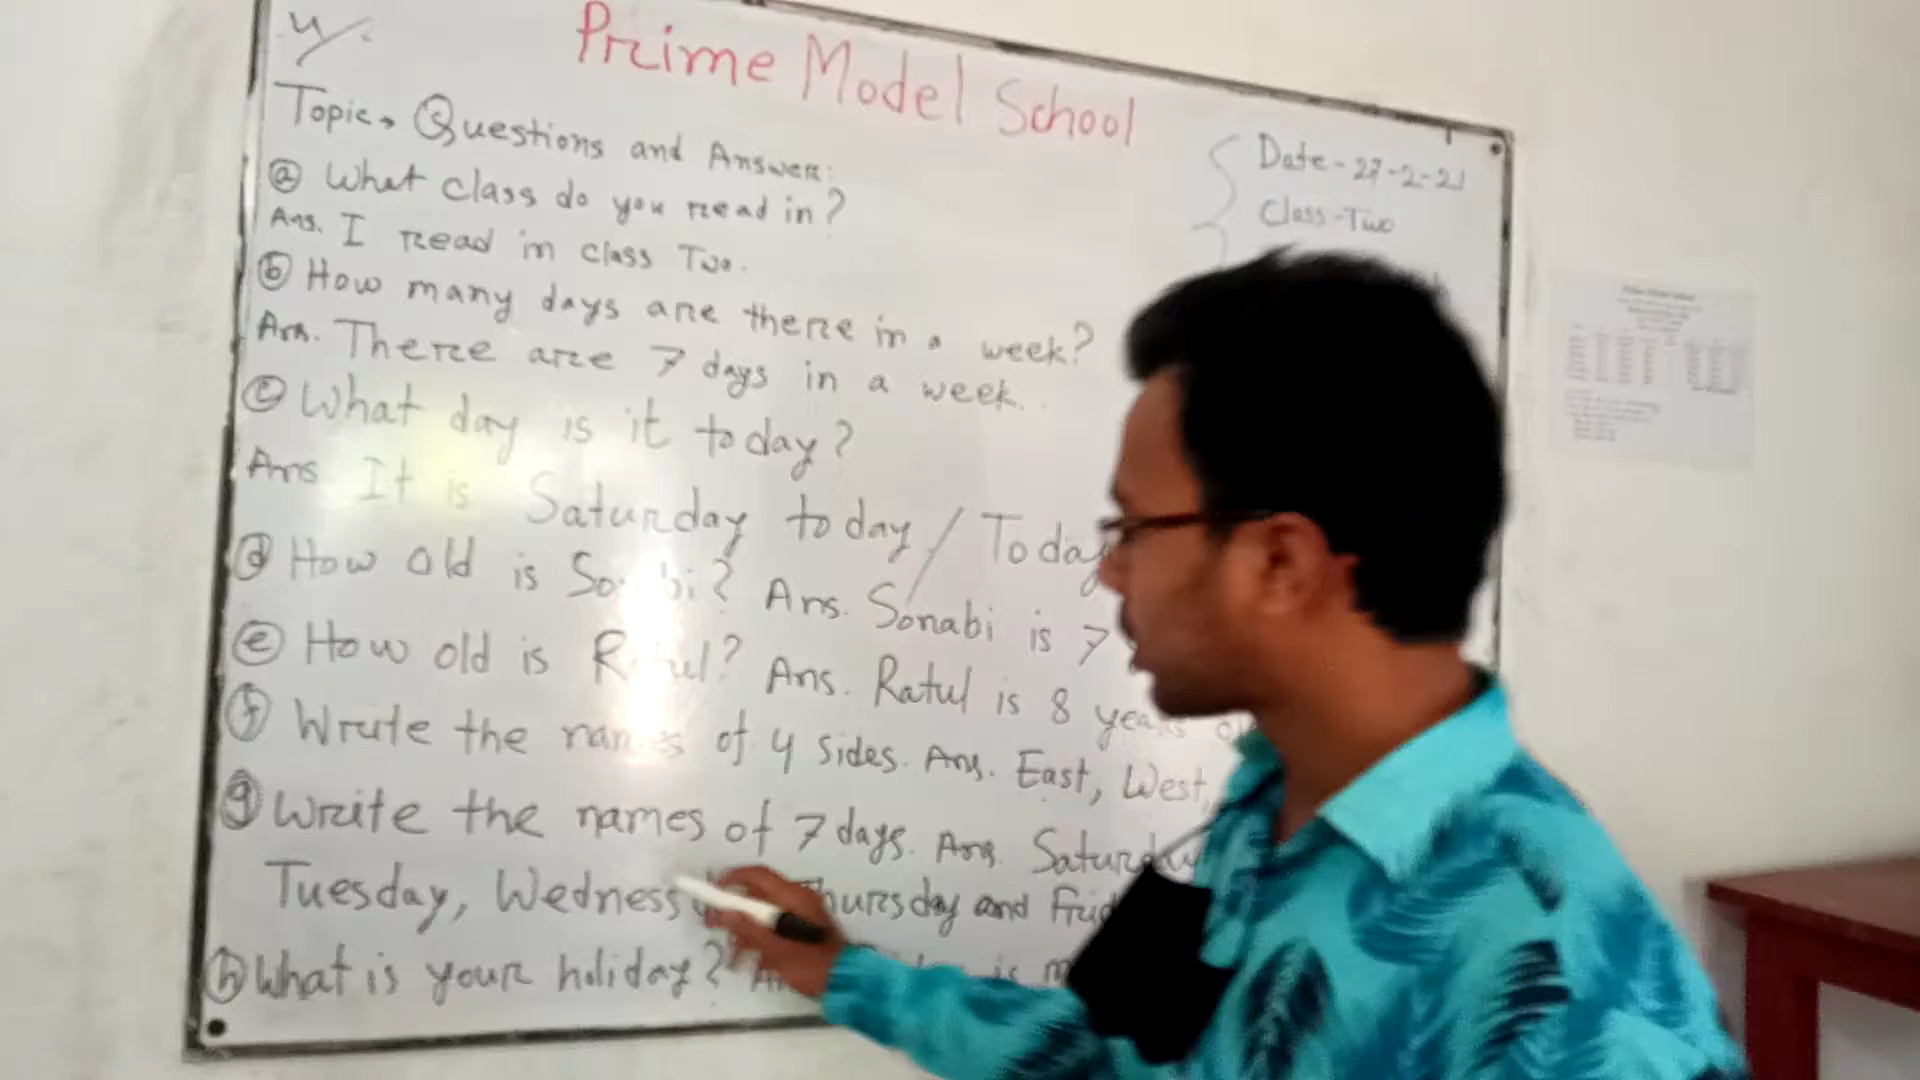 Prime Model School
Topic → Questions and Answer:
Date - 27-2-21
Class - Two
ⓐ What class do you read in?
Ans. I read in class Two.
ⓑ How many days are there in a week?
Ans. There are 7 days in a week.
ⓒ What day is it today?
Ans It is Saturday today / Today
ⓓ How old is Sonabi? Ans. Sonabi is 7
ⓔ How old is Ratul? Ans. Ratul is 8 years old
ⓕ Write the names of 4 sides. Ans. East, West,
ⓖ Write the names of 7 days. Ans. Saturday
Tuesday, Wednesday, Thursday and Frid
ⓗ What is your holiday? Ans is m